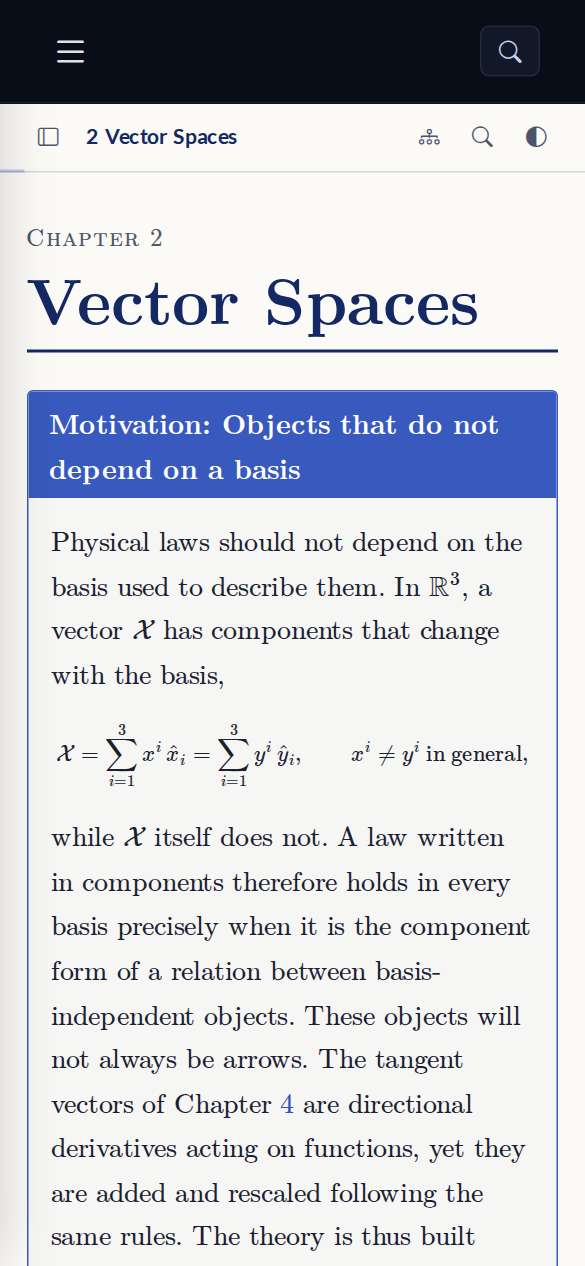 2 Vector Spaces
CHAPTER 2
Vector Spaces
Motivation: Objects that do not
depend on a basis
Physical laws should not depend on the
basis used to describe them. In ℝ³, a
vector 𝒳 has components that change
with the basis,
𝒳 = ∑_{i=1}^{3} xⁱ x̂ᵢ = ∑_{i=1}^{3} yⁱ ŷᵢ, xⁱ ≠ yⁱ in general,
while 𝒳 itself does not. A law written
in components therefore holds in every
basis precisely when it is the component
form of a relation between basis-
independent objects. These objects will
not always be arrows. The tangent
vectors of Chapter 4 are directional
derivatives acting on functions, yet they
are added and rescaled following the
same rules. The theory is thus built